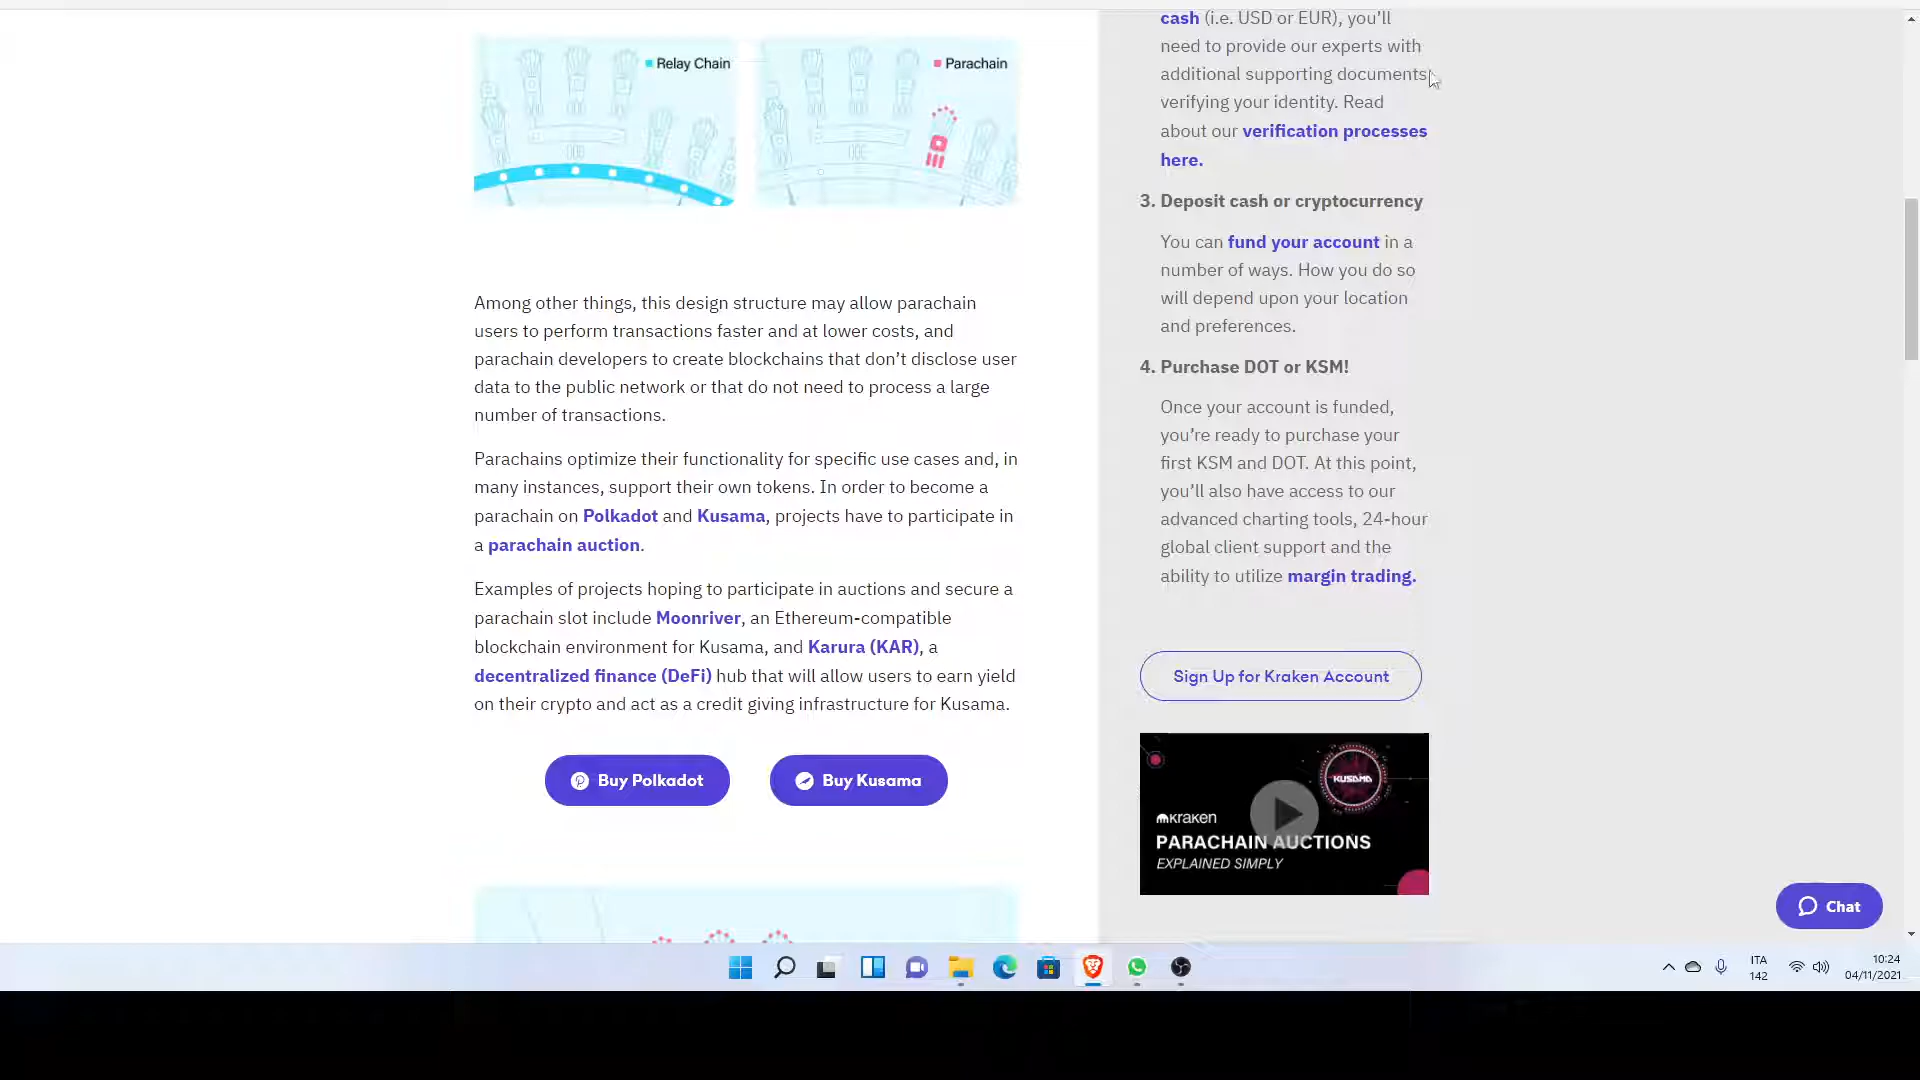 Relay Chain
Parachain
Among other things, this design structure may allow parachain
users to perform transactions faster and at lower costs, and
parachain developers to create blockchains that don’t disclose user
data to the public network or that do not need to process a large
number of transactions.
Parachains optimize their functionality for specific use cases and, in
many instances, support their own tokens. In order to become a
parachain on Polkadot and Kusama, projects have to participate in
a parachain auction.
Examples of projects hoping to participate in auctions and secure a
parachain slot include Moonriver, an Ethereum-compatible
blockchain environment for Kusama, and Karura (KAR), a
decentralized finance (DeFi) hub that will allow users to earn yield
on their crypto and act as a credit giving infrastructure for Kusama.
Buy Polkadot
Buy Kusama
cash (i.e. USD or EUR), you’ll
need to provide our experts with
additional supporting documents
verifying your identity. Read
about our verification processes
here.
3. Deposit cash or cryptocurrency
You can fund your account in a
number of ways. How you do so
will depend upon your location
and preferences.
4. Purchase DOT or KSM!
Once your account is funded,
you’re ready to purchase your
first KSM and DOT. At this point,
you’ll also have access to our
advanced charting tools, 24-hour
global client support and the
ability to utilize margin trading.
Sign Up for Kraken Account
KUSAMA
kraken
PARACHAIN AUCTIONS
EXPLAINED SIMPLY
Chat
ITA
142
10:24
04/11/2021